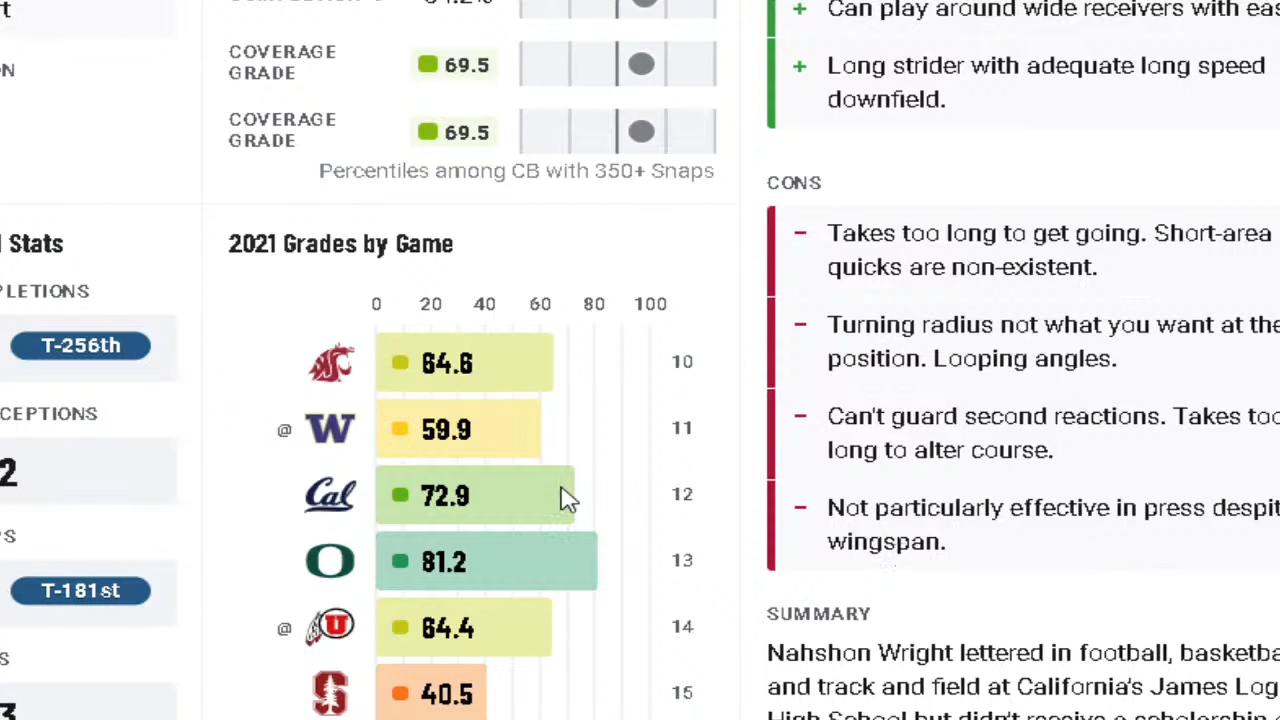 Can play around wide receivers with
COVERAGE
GRADE
69.5
+ Long strider with adequate long speed
downfield.
COVERAGE
GRADE
69.5
Percentiles among CB with 350+ Snaps
CONS
Stats
2021 Grades by Game
− Takes too long to get going. Short-area
quicks are non-existent.
0 20 40 60 80 100
T-256th
64.6 10
− Turning radius not what you want at the
position. Looping angles.
@ W 59.9 11
− Can't guard second reactions. Takes too
long to alter course.
2
Cal 72.9 12
− Not particularly effective in press
wingspan.
O 81.2 13
T-181st
@ U 64.4 14
SUMMARY
Nahshon Wright lettered in football,
and track and field at California's James
S 40.5 15
3